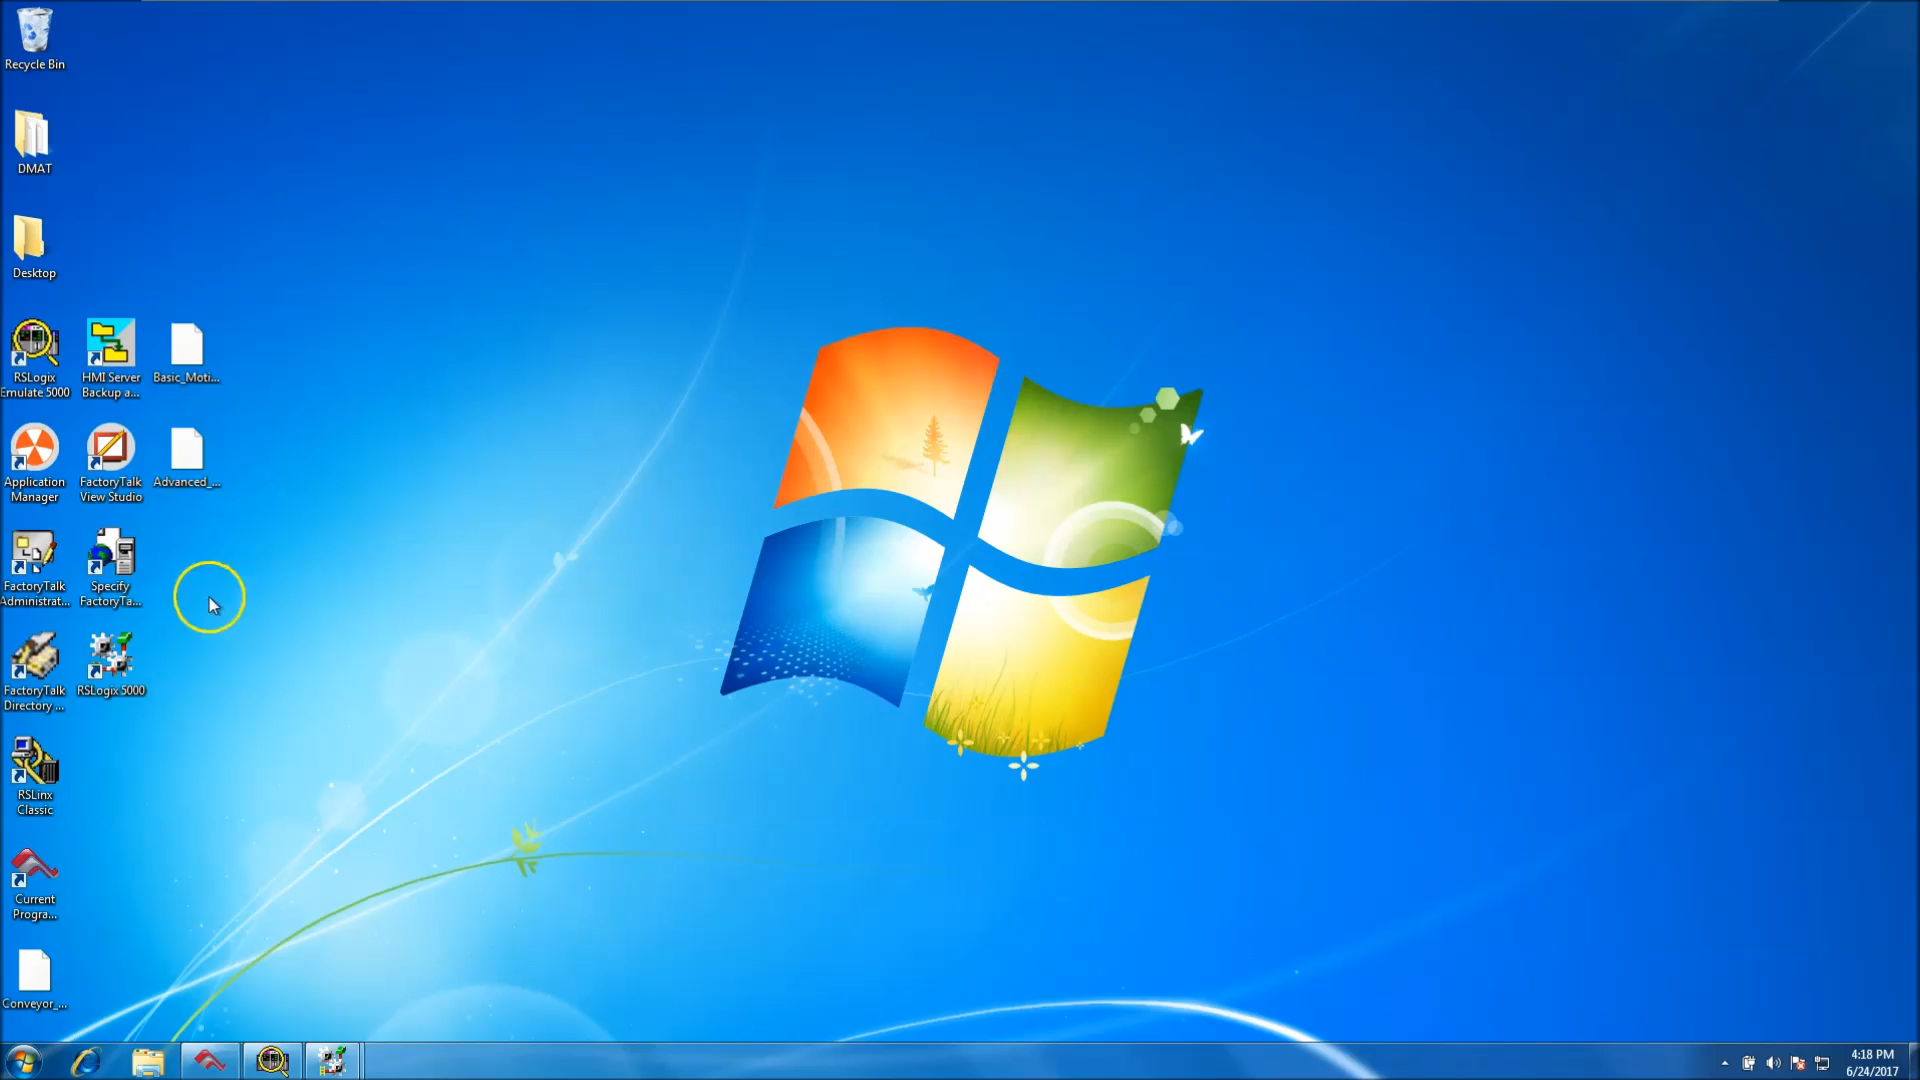 Recycle Bin
DMAT
Desktop
RSLogix
Emulate 5000
HMI Server
Backup a...
Basic_Moti...
Application
Manager
FactoryTalk
View Studio
Advanced_...
FactoryTalk
Administrat...
Specify
FactoryTa...
FactoryTalk
Directory ...
RSLogix 5000
RSLinx
Classic
Current
Progra...
Conveyor_...
4:18 PM
6/24/2017